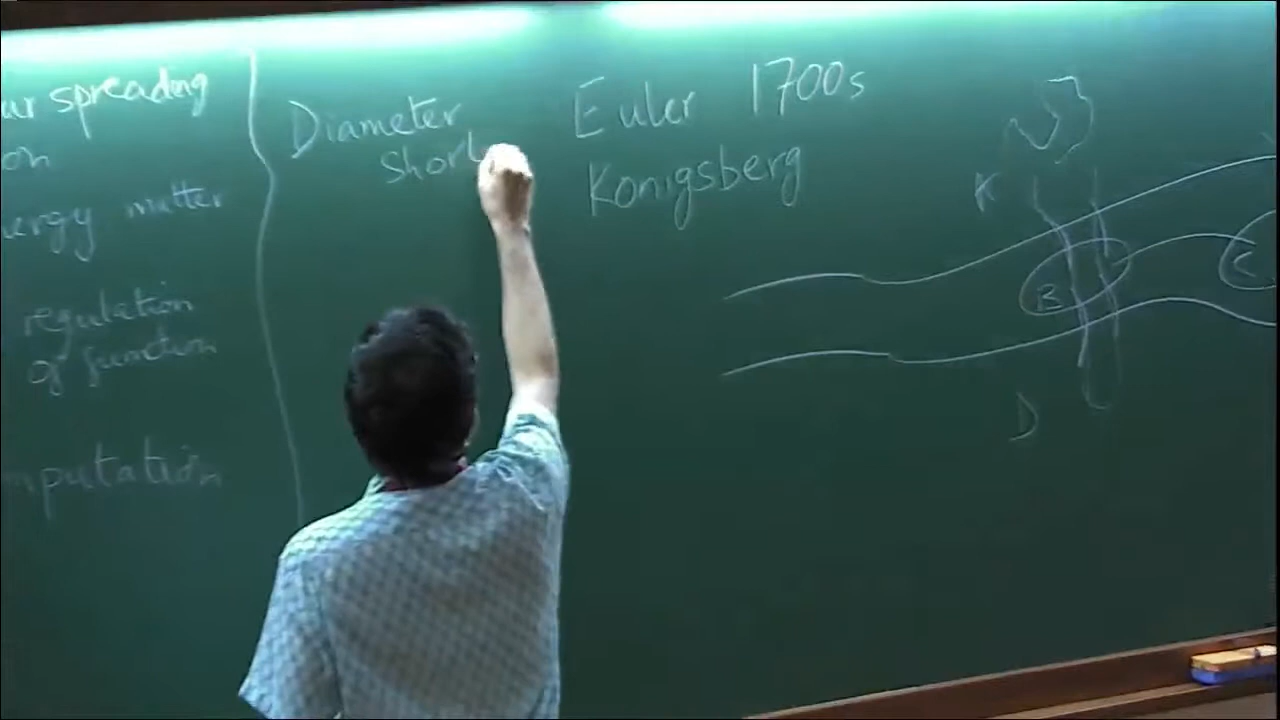 spreading
on
energy matter
regulation
of function
mputation
Diameter
Short
Euler 1700s
Konigsberg
A
B
C
D